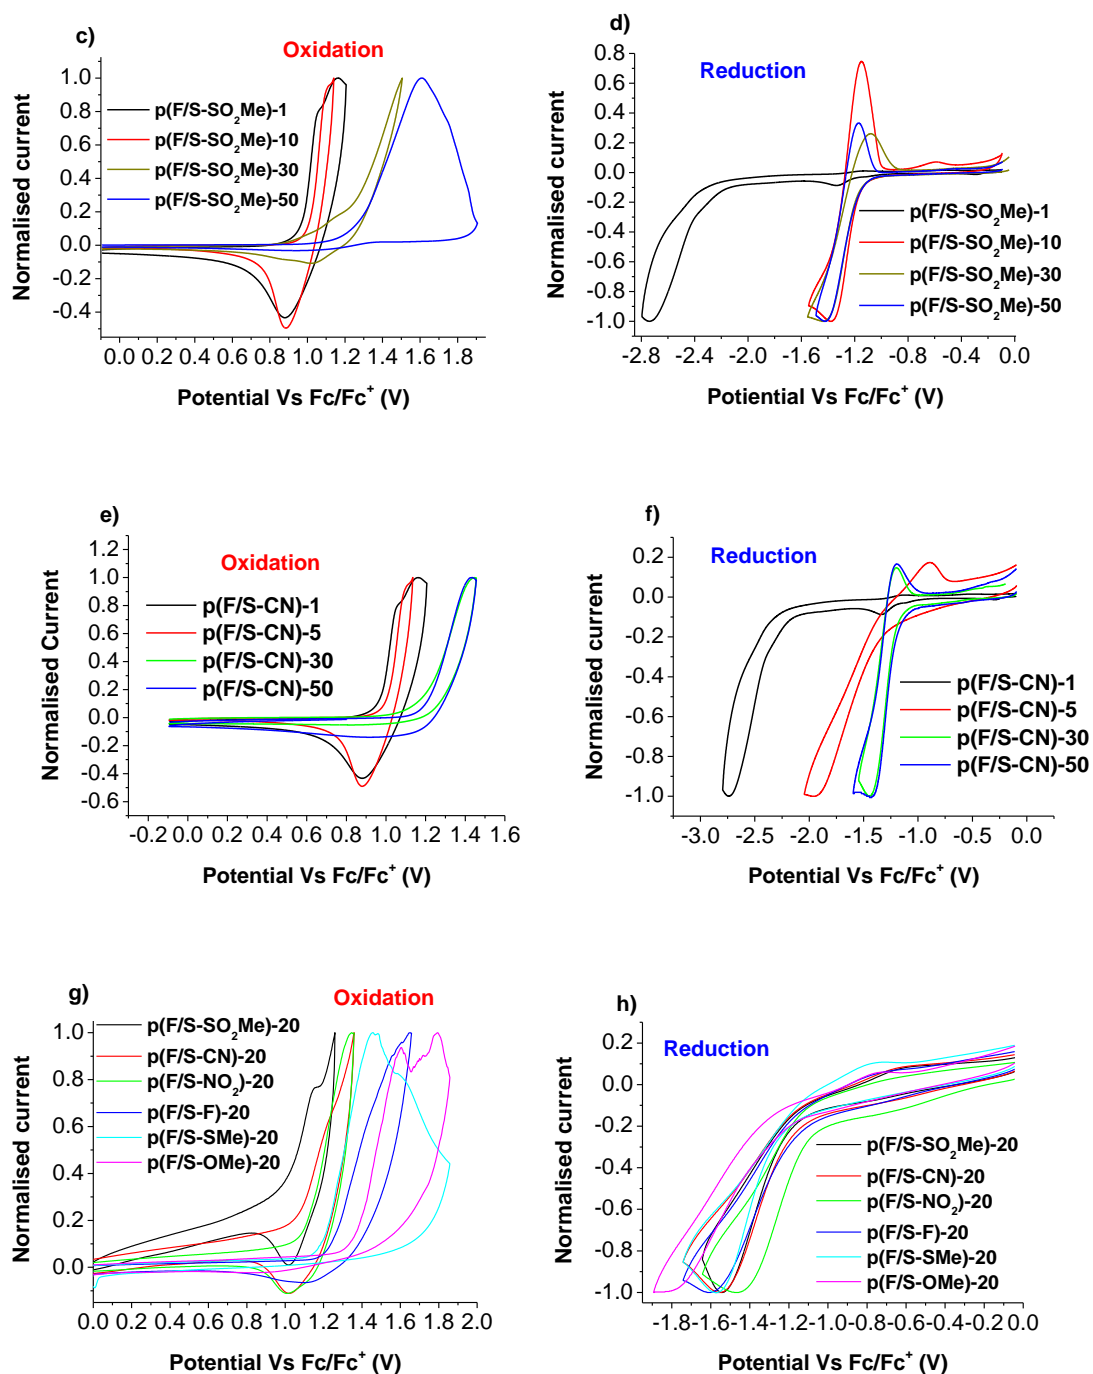 c)
Oxidation
1.0
0.8
0.6
0.4
0.2
0.0
-0.2
-0.4
Normalised current
p(F/S-SO2Me)-1
p(F/S-SO2Me)-10
p(F/S-SO2Me)-30
p(F/S-SO2Me)-50
0.0 0.2 0.4 0.6 0.8 1.0 1.2 1.4 1.6 1.8
Potential Vs Fc/Fc+ (V)
d)
Reduction
0.8
0.6
0.4
0.2
0.0
-0.2
-0.4
-0.6
-0.8
-1.0
Normalised current
p(F/S-SO2Me)-1
p(F/S-SO2Me)-10
p(F/S-SO2Me)-30
p(F/S-SO2Me)-50
-2.8 -2.4 -2.0 -1.6 -1.2 -0.8 -0.4 0.0
Potiential Vs Fc/Fc+ (V)
e)
Oxidation
1.2
1.0
0.8
0.6
0.4
0.2
0.0
-0.2
-0.4
-0.6
Normalised Current
p(F/S-CN)-1
p(F/S-CN)-5
p(F/S-CN)-30
p(F/S-CN)-50
-0.2 0.0 0.2 0.4 0.6 0.8 1.0 1.2 1.4 1.6
Potential Vs Fc/Fc+ (V)
f)
Reduction
0.2
0.0
-0.2
-0.4
-0.6
-0.8
-1.0
Normalised current
p(F/S-CN)-1
p(F/S-CN)-5
p(F/S-CN)-30
p(F/S-CN)-50
-3.0 -2.5 -2.0 -1.5 -1.0 -0.5 0.0
Potential Vs Fc/Fc+ (V)
g)
Oxidation
1.0
0.8
0.6
0.4
0.2
0.0
Normalised current
p(F/S-SO2Me)-20
p(F/S-CN)-20
p(F/S-NO2)-20
p(F/S-F)-20
p(F/S-SMe)-20
p(F/S-OMe)-20
0.0 0.2 0.4 0.6 0.8 1.0 1.2 1.4 1.6 1.8 2.0
Potential Vs Fc/Fc+ (V)
h)
Reduction
0.2
0.0
-0.2
-0.4
-0.6
-0.8
-1.0
Normalised current
p(F/S-SO2Me)-20
p(F/S-CN)-20
p(F/S-NO2)-20
p(F/S-F)-20
p(F/S-SMe)-20
p(F/S-OMe)-20
-1.8 -1.6 -1.4 -1.2 -1.0 -0.8 -0.6 -0.4 -0.2 0.0
Potential Vs Fc/Fc+ (V)